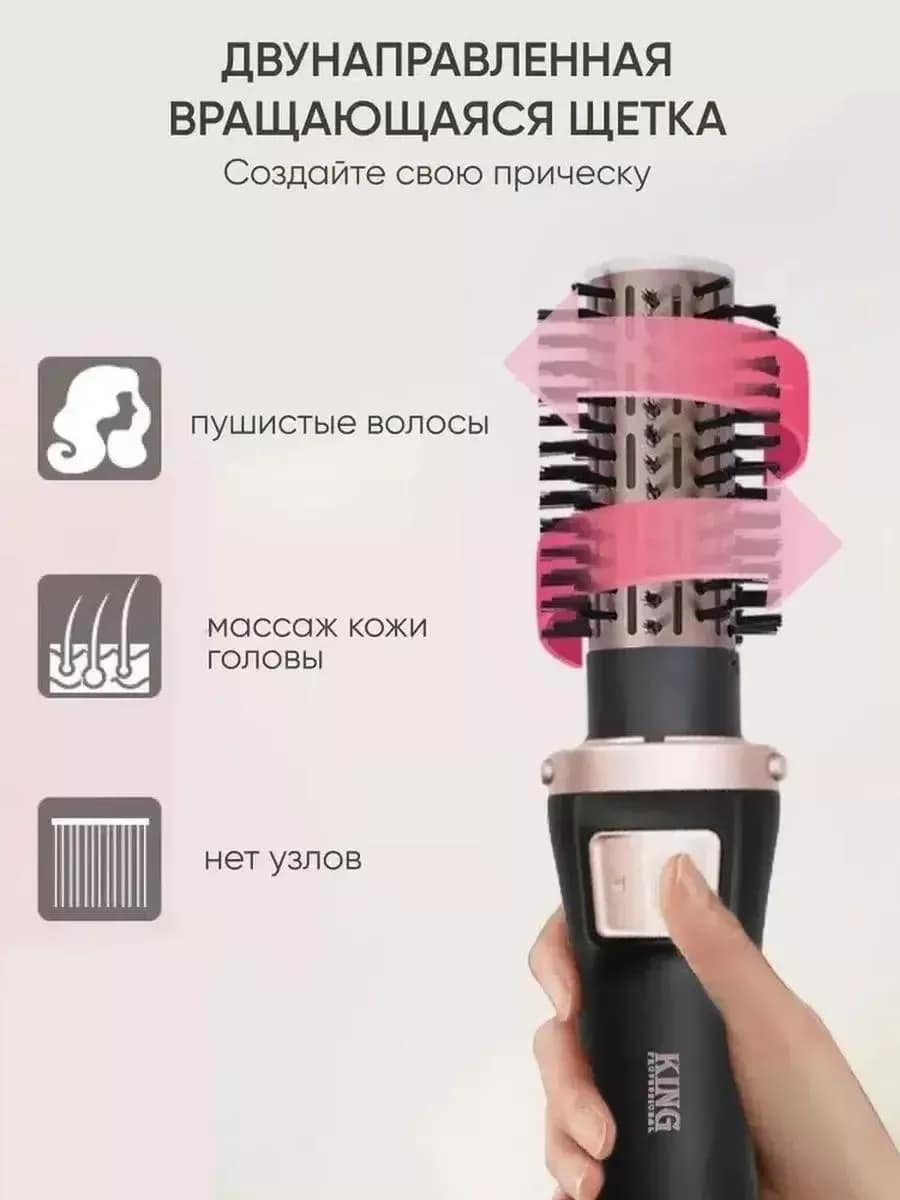 ДВУНАПРАВЛЕННАЯ
ВРАЩАЮЩАЯСЯ ЩЕТКА
Создайте свою прическу
пушистые волосы
массаж кожи
головы
нет узлов
KING
PROFESSIONAL